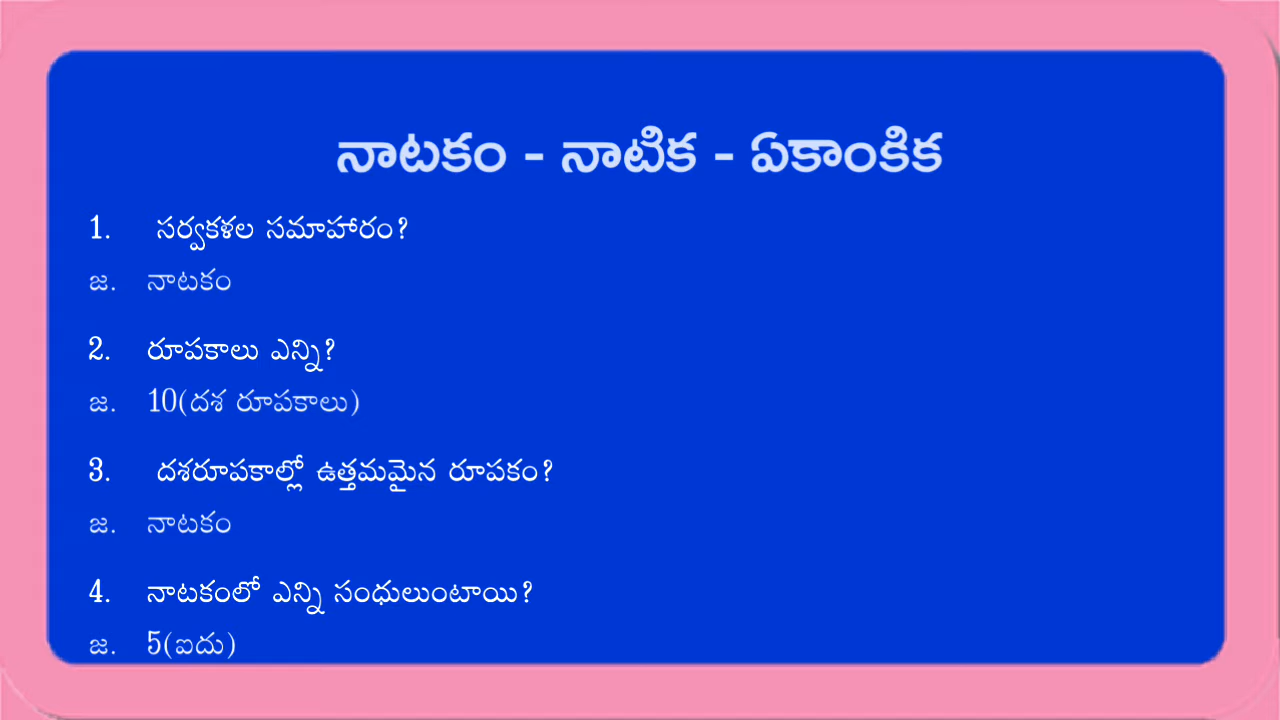 నాటకం - నాటిక - ఏకాంకిక
1. సర్వకళల సమాహారం?
జ. నాటకం
2. రూపకాలు ఎన్ని?
జ. 10(దశ రూపకాలు)
3. దశరూపకాల్లో ఉత్తమమైన రూపకం?
జ. నాటకం
4. నాటకంలో ఎన్ని సంధులుంటాయి?
జ. 5(ఐదు)